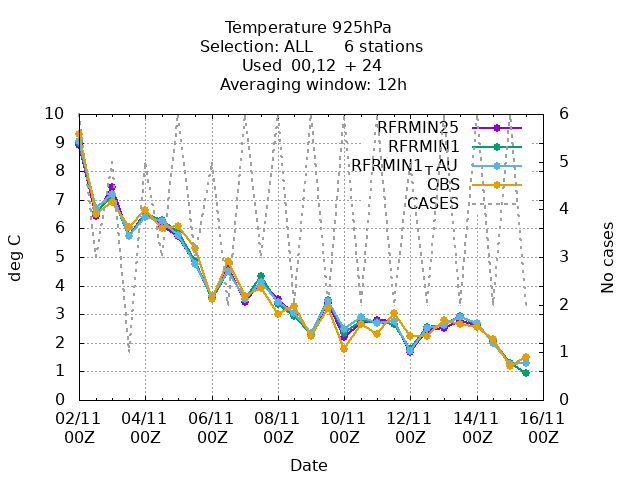 Temperature 925hPa
Selection: ALL 6 stations
Used 00,12 + 24
Averaging window: 12h
RFRMIN25
RFRMIN1
RFRMIN1_AU
OBS
CASES
deg C
No cases
10
9
8
7
6
5
4
3
2
1
0
6
5
4
3
2
1
0
02/11 04/11 06/11 08/11 10/11 12/11 14/11 16/11
00Z 00Z 00Z 00Z 00Z 00Z 00Z 00Z
Date